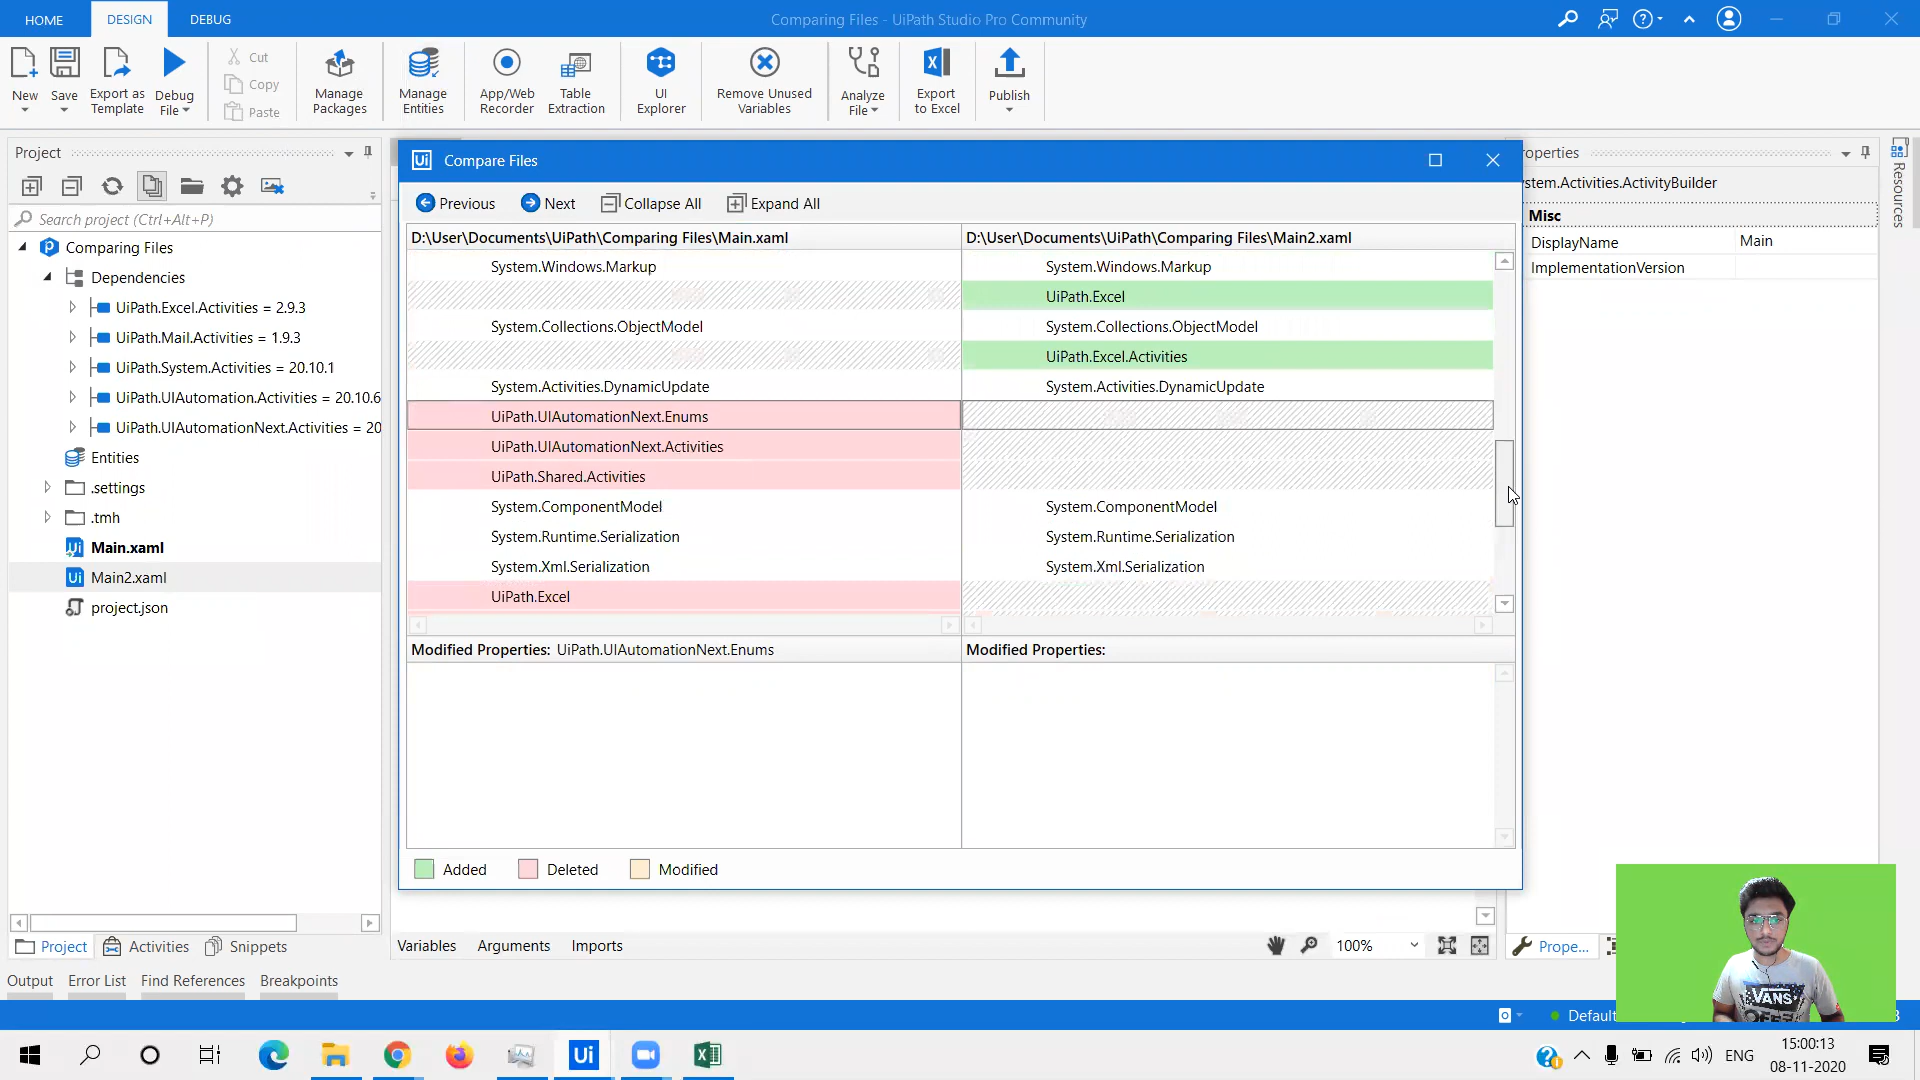 HOME DESIGN DEBUG Comparing Files - UiPath Studio Pro Community
New Save Export as Template Debug File Cut Copy Paste Manage Packages Manage Entities App/Web Recorder Table Extraction UI Explorer Remove Unused Variables Analyze File Export to Excel Publish
Project
Search project (Ctrl+Alt+P)
Comparing Files
Dependencies
UiPath.Excel.Activities = 2.9.3
UiPath.Mail.Activities = 1.9.3
UiPath.System.Activities = 20.10.1
UiPath.UIAutomation.Activities = 20.10.6
UiPath.UIAutomationNext.Activities = 20
Entities
.settings
.tmh
Main.xaml
Main2.xaml
project.json
Project Activities Snippets
Ui Compare Files
Previous Next Collapse All Expand All
D:\User\Documents\UiPath\Comparing Files\Main.xaml D:\User\Documents\UiPath\Comparing Files\Main2.xaml
System.Windows.Markup System.Windows.Markup
UiPath.Excel
System.Collections.ObjectModel System.Collections.ObjectModel
UiPath.Excel.Activities
System.Activities.DynamicUpdate System.Activities.DynamicUpdate
UiPath.UIAutomationNext.Enums
UiPath.UIAutomationNext.Activities
UiPath.Shared.Activities
System.ComponentModel System.ComponentModel
System.Runtime.Serialization System.Runtime.Serialization
System.Xml.Serialization System.Xml.Serialization
UiPath.Excel
Modified Properties: UiPath.UIAutomationNext.Enums Modified Properties:
Added Deleted Modified
operties
stem.Activities.ActivityBuilder
Misc
DisplayName Main
ImplementationVersion
Resources
Variables Arguments Imports 100% Prope...
Output Error List Find References Breakpoints
Default
3
VANS
Ui
ENG
15:00:13
08-11-2020